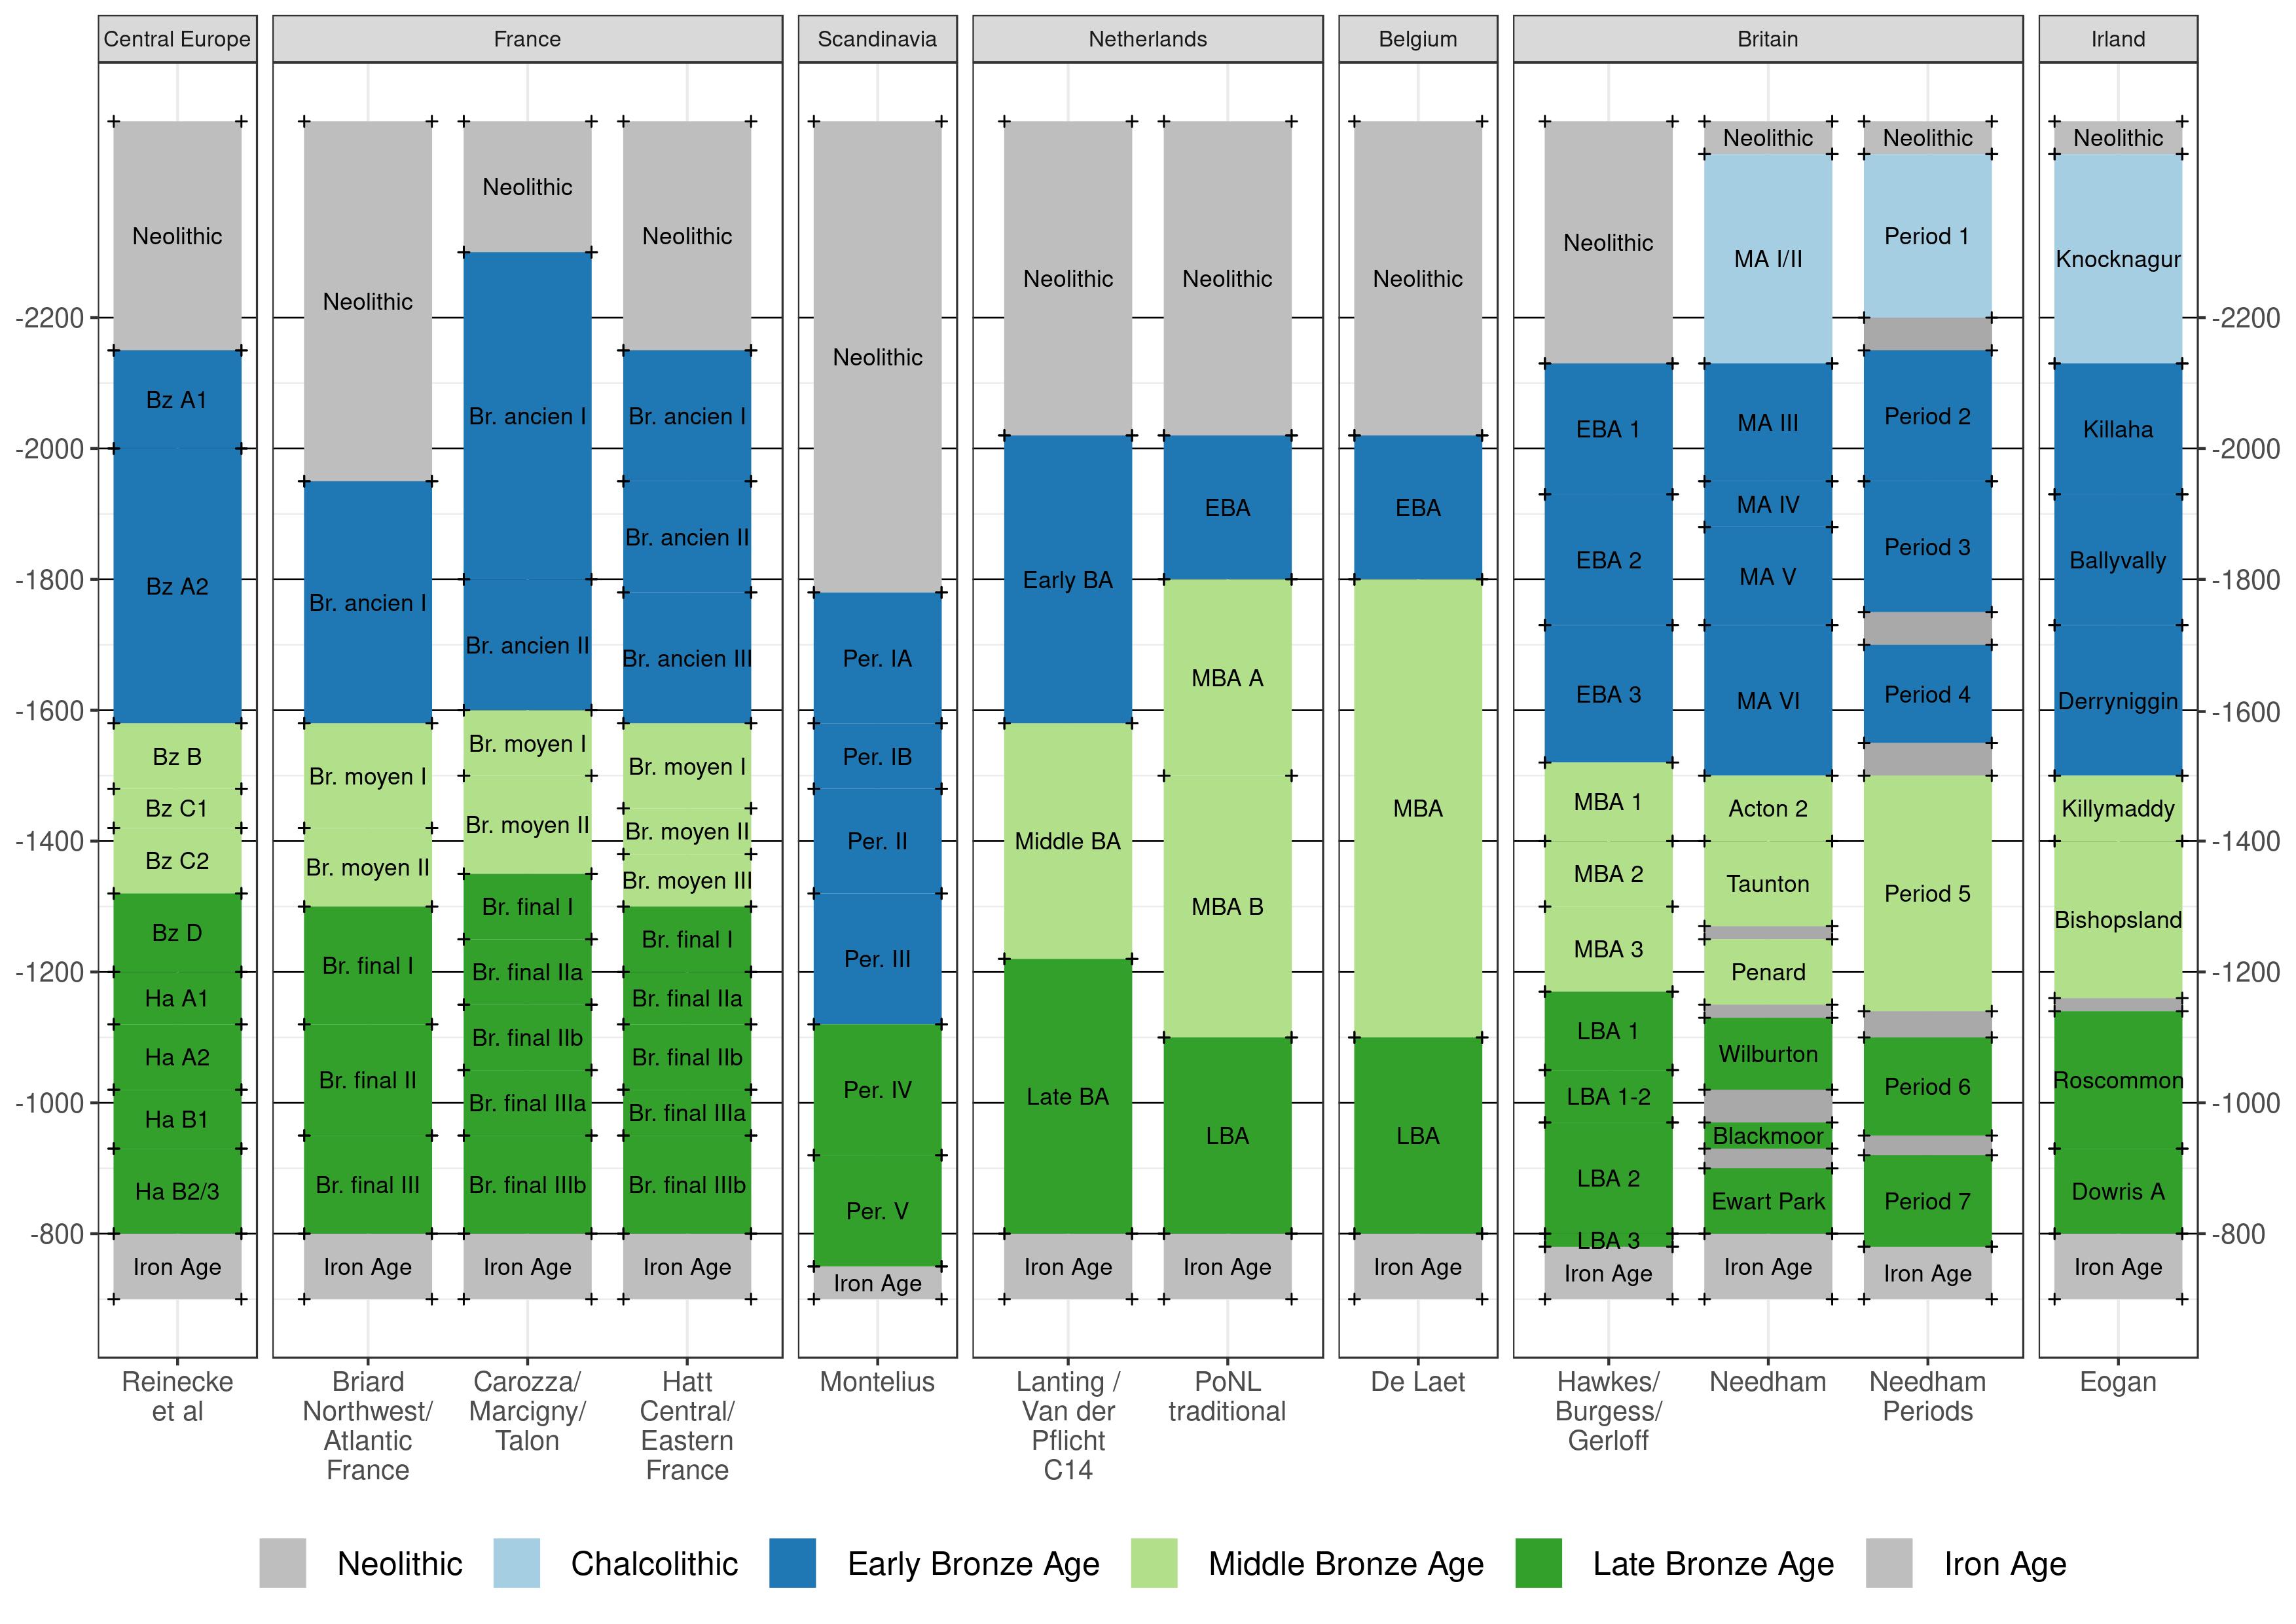 Central Europe
France
Scandinavia
Netherlands
Belgium
Britain
Irland
-2200
-2000
-1800
-1600
-1400
-1200
-1000
-800
Neolithic
Bz A1
Bz A2
Bz B
Bz C1
Bz C2
Bz D
Ha A1
Ha A2
Ha B1
Ha B2/3
Iron Age
Neolithic
Br. ancien I
Br. moyen I
Br. moyen II
Br. final I
Br. final II
Br. final III
Iron Age
Neolithic
Br. ancien I
Br. ancien II
Br. moyen I
Br. moyen II
Br. final I
Br. final IIa
Br. final IIb
Br. final IIIa
Br. final IIIb
Iron Age
Neolithic
Br. ancien I
Br. ancien II
Br. ancien III
Br. moyen I
Br. moyen II
Br. moyen III
Br. final I
Br. final IIa
Br. final IIb
Br. final IIIa
Br. final IIIb
Iron Age
Neolithic
Per. IA
Per. IB
Per. II
Per. III
Per. IV
Per. V
Iron Age
Neolithic
Early BA
Middle BA
Late BA
Iron Age
Neolithic
EBA
MBA A
MBA B
LBA
Iron Age
Neolithic
EBA
MBA
LBA
Iron Age
Neolithic
EBA 1
EBA 2
EBA 3
MBA 1
MBA 2
MBA 3
LBA 1
LBA 1-2
LBA 2
LBA 3
Iron Age
Neolithic
MA I/II
MA III
MA IV
MA V
MA VI
Acton 2
Taunton
Penard
Wilburton
Blackmoor
Ewart Park
Iron Age
Neolithic
Period 1
Period 2
Period 3
Period 4
Period 5
Period 6
Period 7
Iron Age
Neolithic
Knocknagur
Killaha
Ballyvally
Derryniggin
Killymaddy
Bishopsland
Roscommon
Dowris A
Iron Age
-2200
-2000
-1800
-1600
-1400
-1200
-1000
-800
Reinecke
et al
Briard
Northwest/
Atlantic
France
Carozza/
Marcigny/
Talon
Hatt
Central/
Eastern
France
Montelius
Lanting /
Van der
Pflicht
C14
PoNL
traditional
De Laet
Hawkes/
Burgess/
Gerloff
Needham
Needham
Periods
Eogan
Neolithic
Chalcolithic
Early Bronze Age
Middle Bronze Age
Late Bronze Age
Iron Age